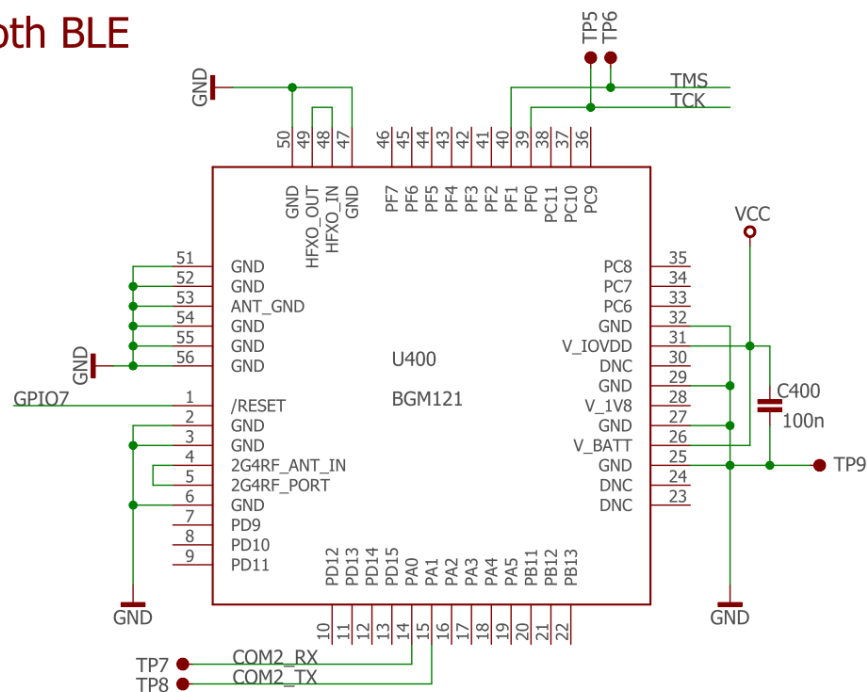 oth BLE
TP5
TP6
TMS
TCK
GND
50
49
48
47
46
45
44
43
42
41
40
39
38
37
36
GND
HFXO_OUT
HFXO_IN
GND
PF7
PF6
PF5
PF4
PF3
PF2
PF1
PF0
PC11
PC10
PC9
VCC
51 GND
52 GND
53 ANT_GND
54 GND
55 GND
56 GND
GND
GPIO7
1 /RESET
2 GND
3 GND
4 2G4RF_ANT_IN
5 2G4RF_PORT
6 GND
7 PD9
8 PD10
9 PD11
GND
U400
BGM121
PC8 35
PC7 34
PC6 33
GND 32
V_IOVDD 31
DNC 30
GND 29
V_1V8 28
GND 27
V_BATT 26
GND 25
DNC 24
DNC 23
C400
100n
TP9
GND
PD12
PD13
PD14
PD15
PA0
PA1
PA2
PA3
PA4
PA5
PB11
PB12
PB13
10
11
12
13
14
15
16
17
18
19
20
21
22
TP7 COM2_RX
TP8 COM2_TX